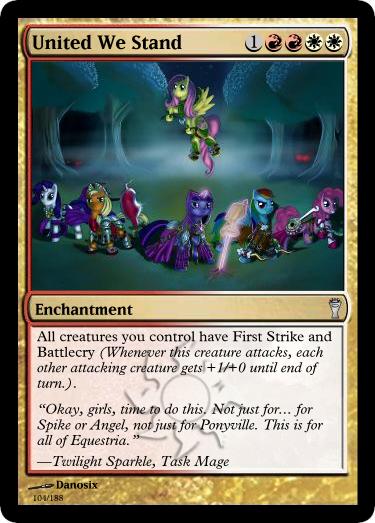 United We Stand 1
Enchantment
All creatures you control have First Strike and
Battlecry (Whenever this creature attacks, each
other attacking creature gets +1/+0 until end of
turn.).
“Okay, girls, time to do this. Not just for... for
Spike or Angel, not just for Ponyville. This is for
all of Equestria.”
—Twilight Sparkle, Task Mage
Danosix
104/188